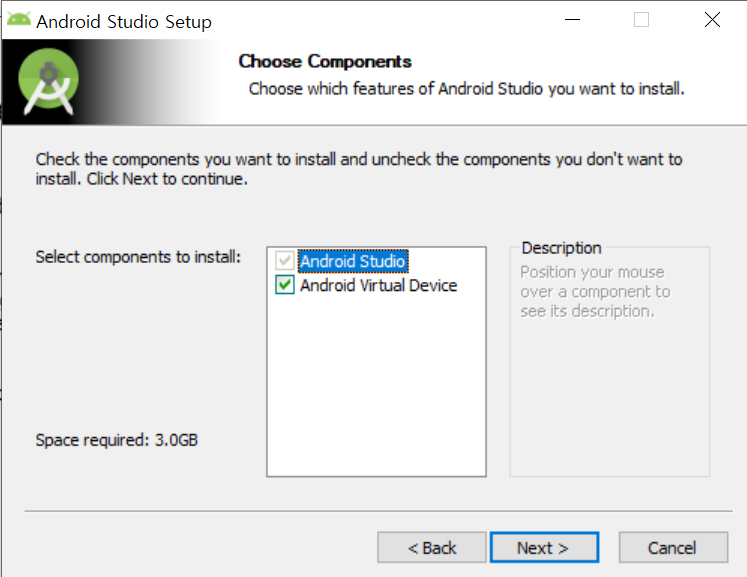 Android Studio Setup
Choose Components
Choose which features of Android Studio you want to install.
Check the components you want to install and uncheck the components you don't want to
install. Click Next to continue.
Select components to install:
Android Studio
Android Virtual Device
Description
Position your mouse
over a component to
see its description.
Space required: 3.0GB
< Back
Next >
Cancel